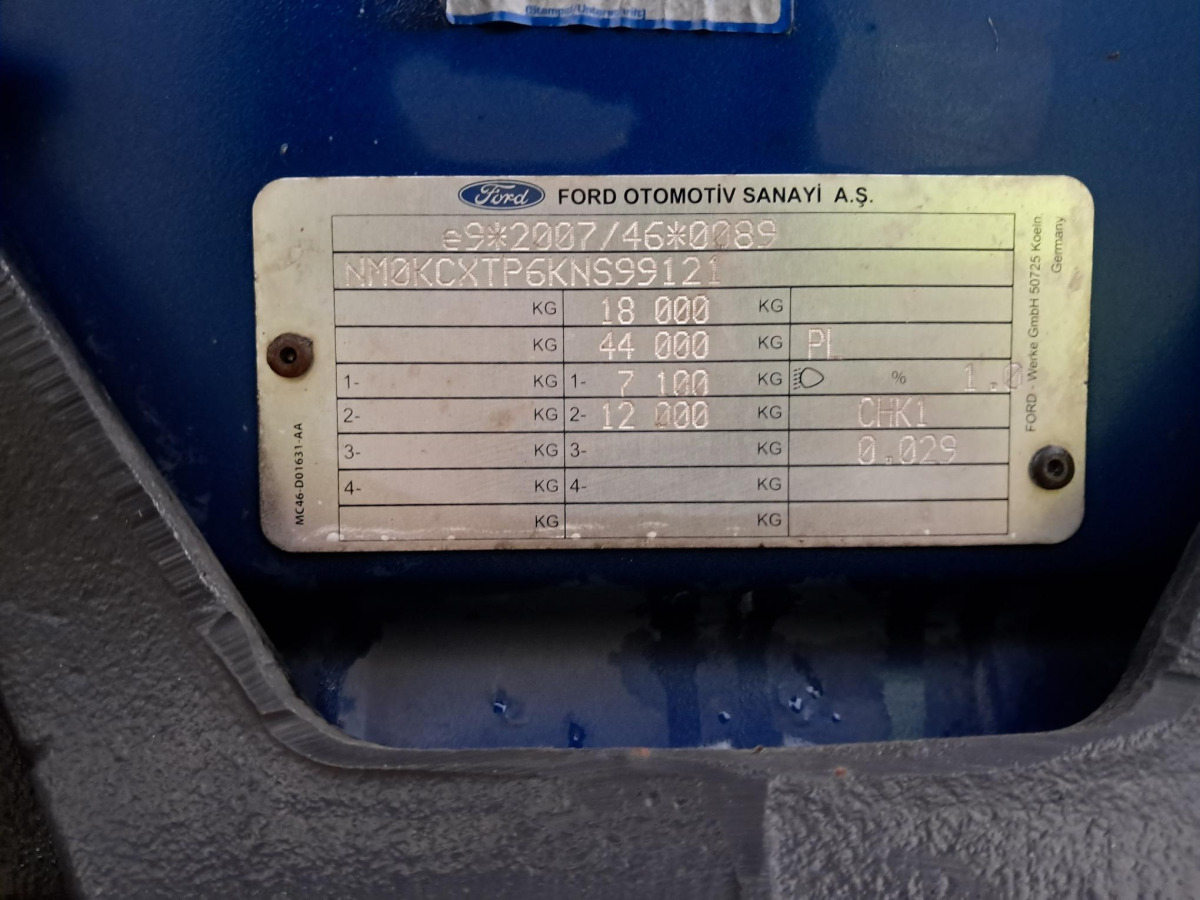 (Stempel/Unterschrift)
Ford FORD OTOMOTİV SANAYİ A.Ş.
e9*2007/46*0089
NM0KCXTP6KNS99121
KG 18 000 KG
KG 44 000 KG PL
1- KG 1- 7 100 KG % 1.0
2- KG 2- 12 000 KG CHK1
3- KG 3- KG 0.029
4- KG 4- KG
KG KG
MC46-D01631-AA
FORD - Werke GmbH 50725 Koeln
Germany